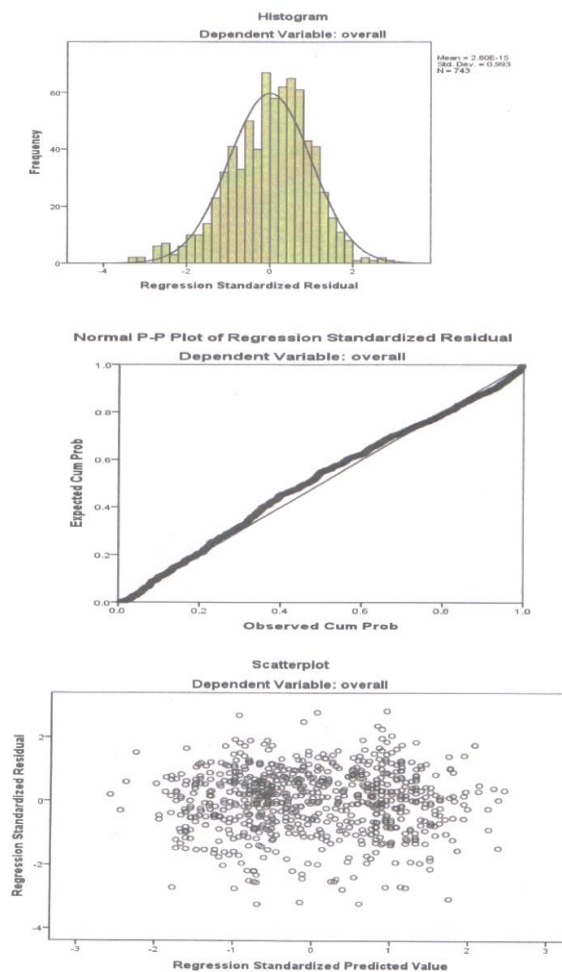 Histogram
Dependent Variable: overall
Mean = 2.60E-15
Std. Dev. = 0.993
N = 743
60
40
20
0
Frequency
-4 -2 0 2
Regression Standardized Residual
Normal P-P Plot of Regression Standardized Residual
Dependent Variable: overall
1.0
0.8
0.6
0.4
0.2
0.0
Expected Cum Prob
0.0 0.2 0.4 0.6 0.8 1.0
Observed Cum Prob
Scatterplot
Dependent Variable: overall
2
0
-2
-4
Regression Standardized Residual
-3 -2 -1 0 1 2 3
Regression Standardized Predicted Value